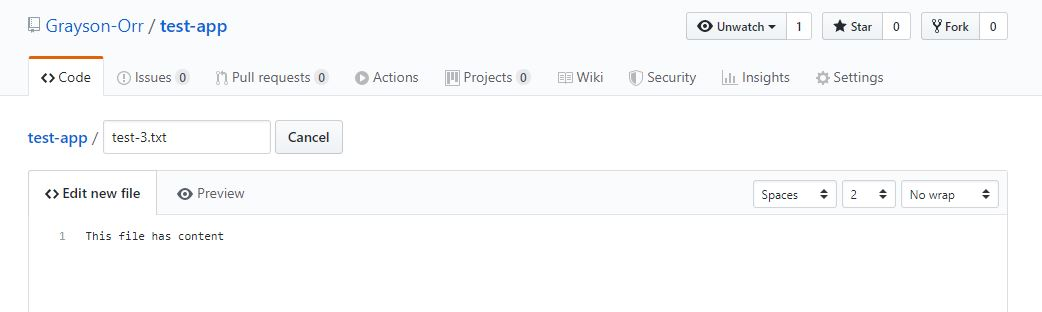 Grayson-Orr / test-app Unwatch 1 Star 0 Fork 0
Code Issues 0 Pull requests 0 Actions Projects 0 Wiki Security Insights Settings
test-app / test-3.txt Cancel
Edit new file Preview Spaces 2 No wrap
1 This file has content